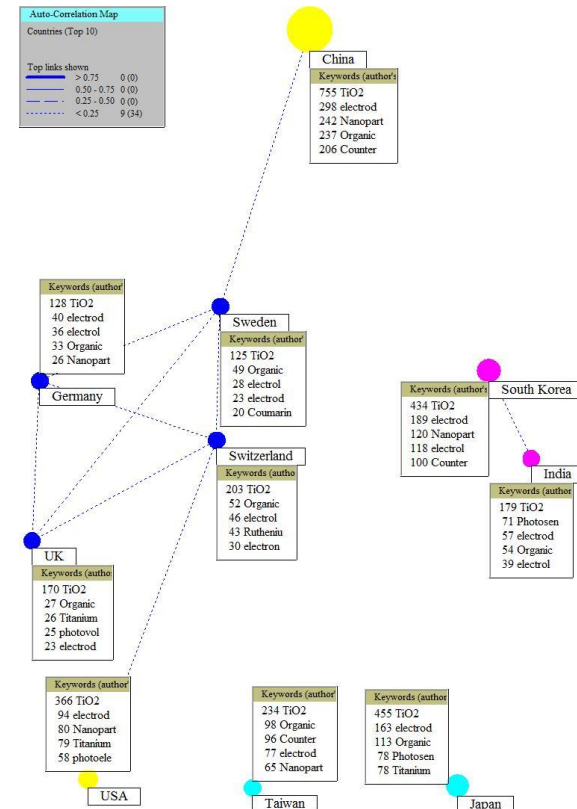 Auto-Correlation Map
Countries (Top 10)
Top links shown
> 0.75 0 (0)
0.50 - 0.75 0 (0)
0.25 - 0.50 0 (0)
< 0.25 9 (34)
China
Keywords (author's
755 TiO2
298 electrod
242 Nanopart
237 Organic
206 Counter
Keywords (author'
128 TiO2
40 electrod
36 electrol
33 Organic
26 Nanopart
Germany
Sweden
Keywords (author'
125 TiO2
49 Organic
28 electrol
23 electrod
20 Coumarin
South Korea
Keywords (author's
434 TiO2
189 electrod
120 Nanopart
118 electrol
100 Counter
Switzerland
Keywords (autho
203 TiO2
52 Organic
46 electrol
43 Rutheniu
30 electron
India
Keywords (author'
179 TiO2
71 Photosen
57 electrod
54 Organic
39 electrol
UK
Keywords (autho
170 TiO2
27 Organic
26 Titanium
25 photovol
23 electrod
Keywords (author'
366 TiO2
94 electrod
80 Nanopart
79 Titanium
58 photoele
USA
Keywords (author'
234 TiO2
98 Organic
96 Counter
77 electrod
65 Nanopart
Taiwan
Keywords (author'
455 TiO2
163 electrod
113 Organic
78 Photosen
78 Titanium
Japan